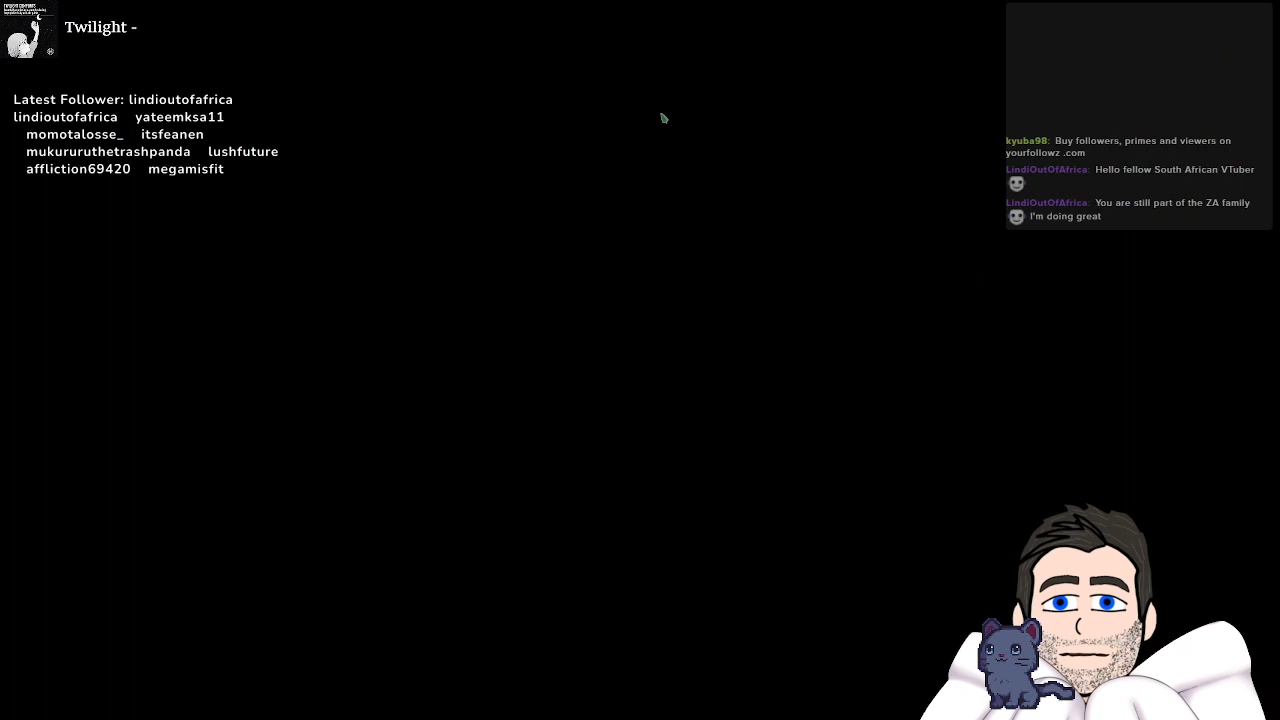 Twilight -
Latest Follower: lindioutofafrica
lindioutofafrica yateemksa11
momotalosse_ itsfeanen
mukururuthetrashpanda lushfuture
affliction69420 megamisfit
kyuba98: Buy followers, primes and viewers on
yourfollowz .com
LindiOutOfAfrica: Hello fellow South African VTuber
LindiOutOfAfrica: You are still part of the ZA family
I'm doing great